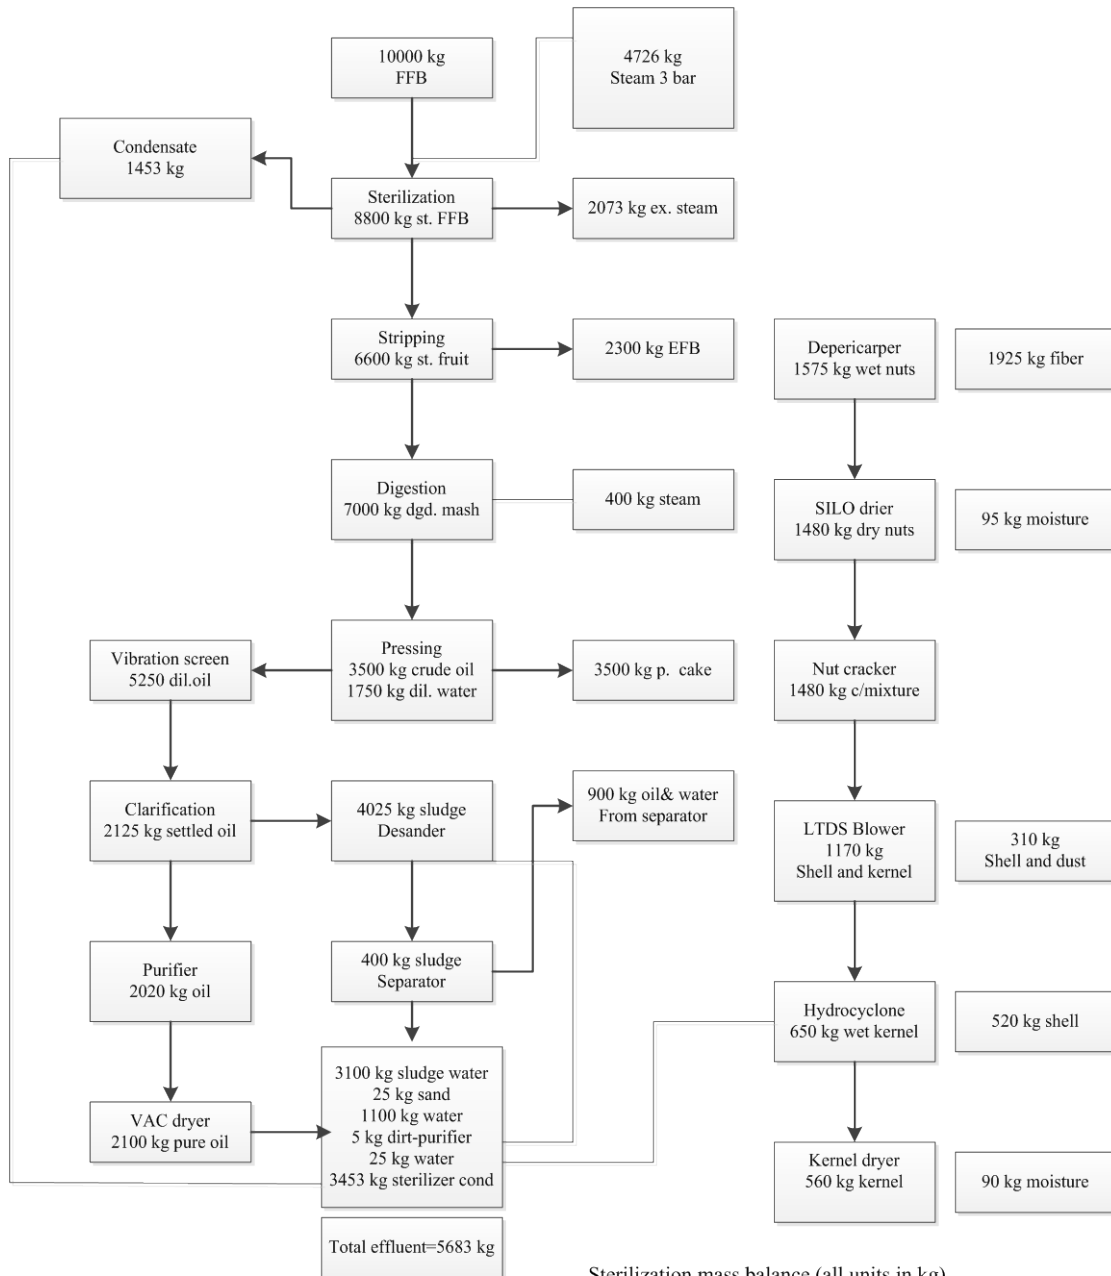 10000 kg
FFB
4726 kg
Steam 3 bar
Condensate
1453 kg
Sterilization
8800 kg st. FFB
2073 kg ex. steam
Stripping
6600 kg st. fruit
2300 kg EFB
Depericarper
1575 kg wet nuts
1925 kg fiber
Digestion
7000 kg dgd. mash
400 kg steam
SILO drier
1480 kg dry nuts
95 kg moisture
Vibration screen
5250 dil.oil
Pressing
3500 kg crude oil
1750 kg dil. water
3500 kg p. cake
Nut cracker
1480 kg c/mixture
Clarification
2125 kg settled oil
4025 kg sludge
Desander
900 kg oil& water
From separator
LTDS Blower
1170 kg
Shell and kernel
310 kg
Shell and dust
Purifier
2020 kg oil
400 kg sludge
Separator
Hydrocyclone
650 kg wet kernel
520 kg shell
VAC dryer
2100 kg pure oil
3100 kg sludge water
25 kg sand
1100 kg water
5 kg dirt-purifier
25 kg water
3453 kg sterilizer cond
Kernel dryer
560 kg kernel
90 kg moisture
Total effluent=5683 kg
Sterilization mass balance (all units in kg)